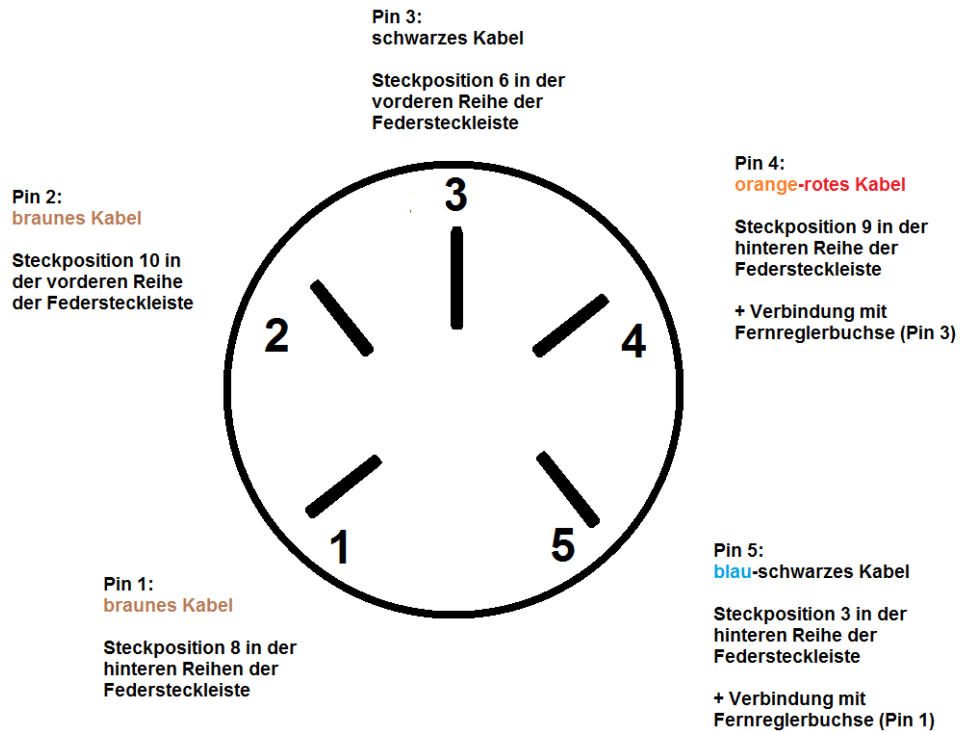 Pin 3:
schwarzes Kabel
Steckposition 6 in der
vorderen Reihe der
Federsteckleiste
Pin 2:
braunes Kabel
Steckposition 10 in
der vorderen Reihe
der Federsteckleiste
Pin 4:
orange-rotes Kabel
Steckposition 9 in der
hinteren Reihe der
Federsteckleiste
+ Verbindung mit
Fernreglerbuchse (Pin 3)
3
2
4
1
5
Pin 1:
braunes Kabel
Steckposition 8 in der
hinteren Reihen der
Federsteckleiste
Pin 5:
blau-schwarzes Kabel
Steckposition 3 in der
hinteren Reihe der
Federsteckleiste
+ Verbindung mit
Fernreglerbuchse (Pin 1)